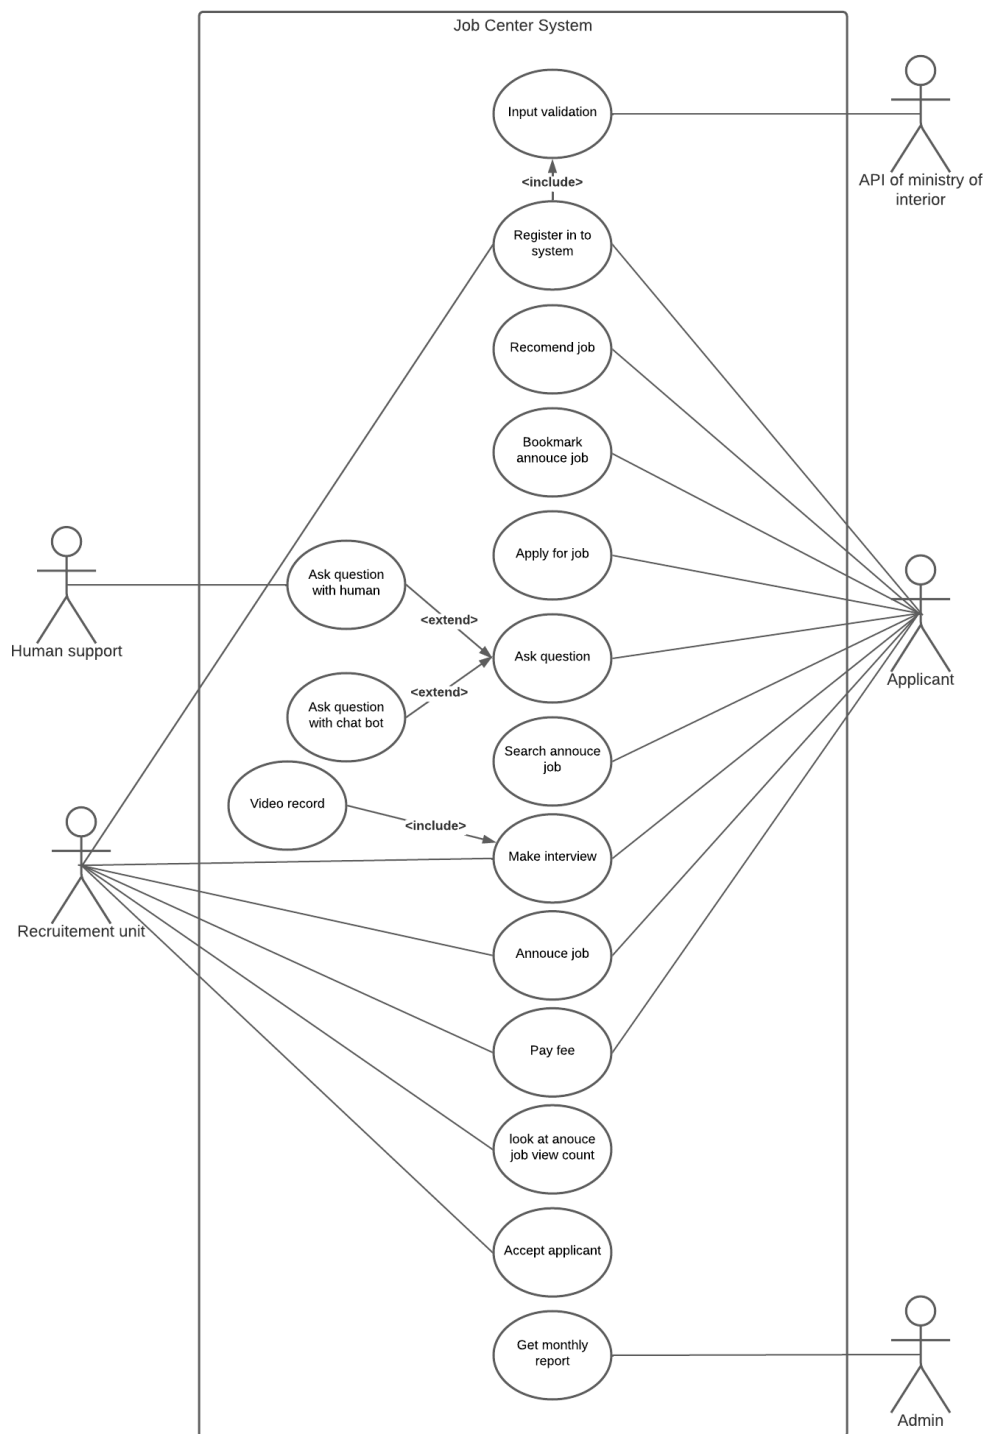 Job Center System
Input validation
API of ministry of
interior
<include>
Register in to
system
Recomend job
Bookmark
annouce job
Apply for job
Ask question
with human
Human support
<extend>
Ask question
Applicant
<extend>
Ask question
with chat bot
Search annouce
job
Video record
<include>
Make interview
Recruitement unit
Annouce job
Pay fee
look at anouce
job view count
Accept applicant
Get monthly
report
Admin